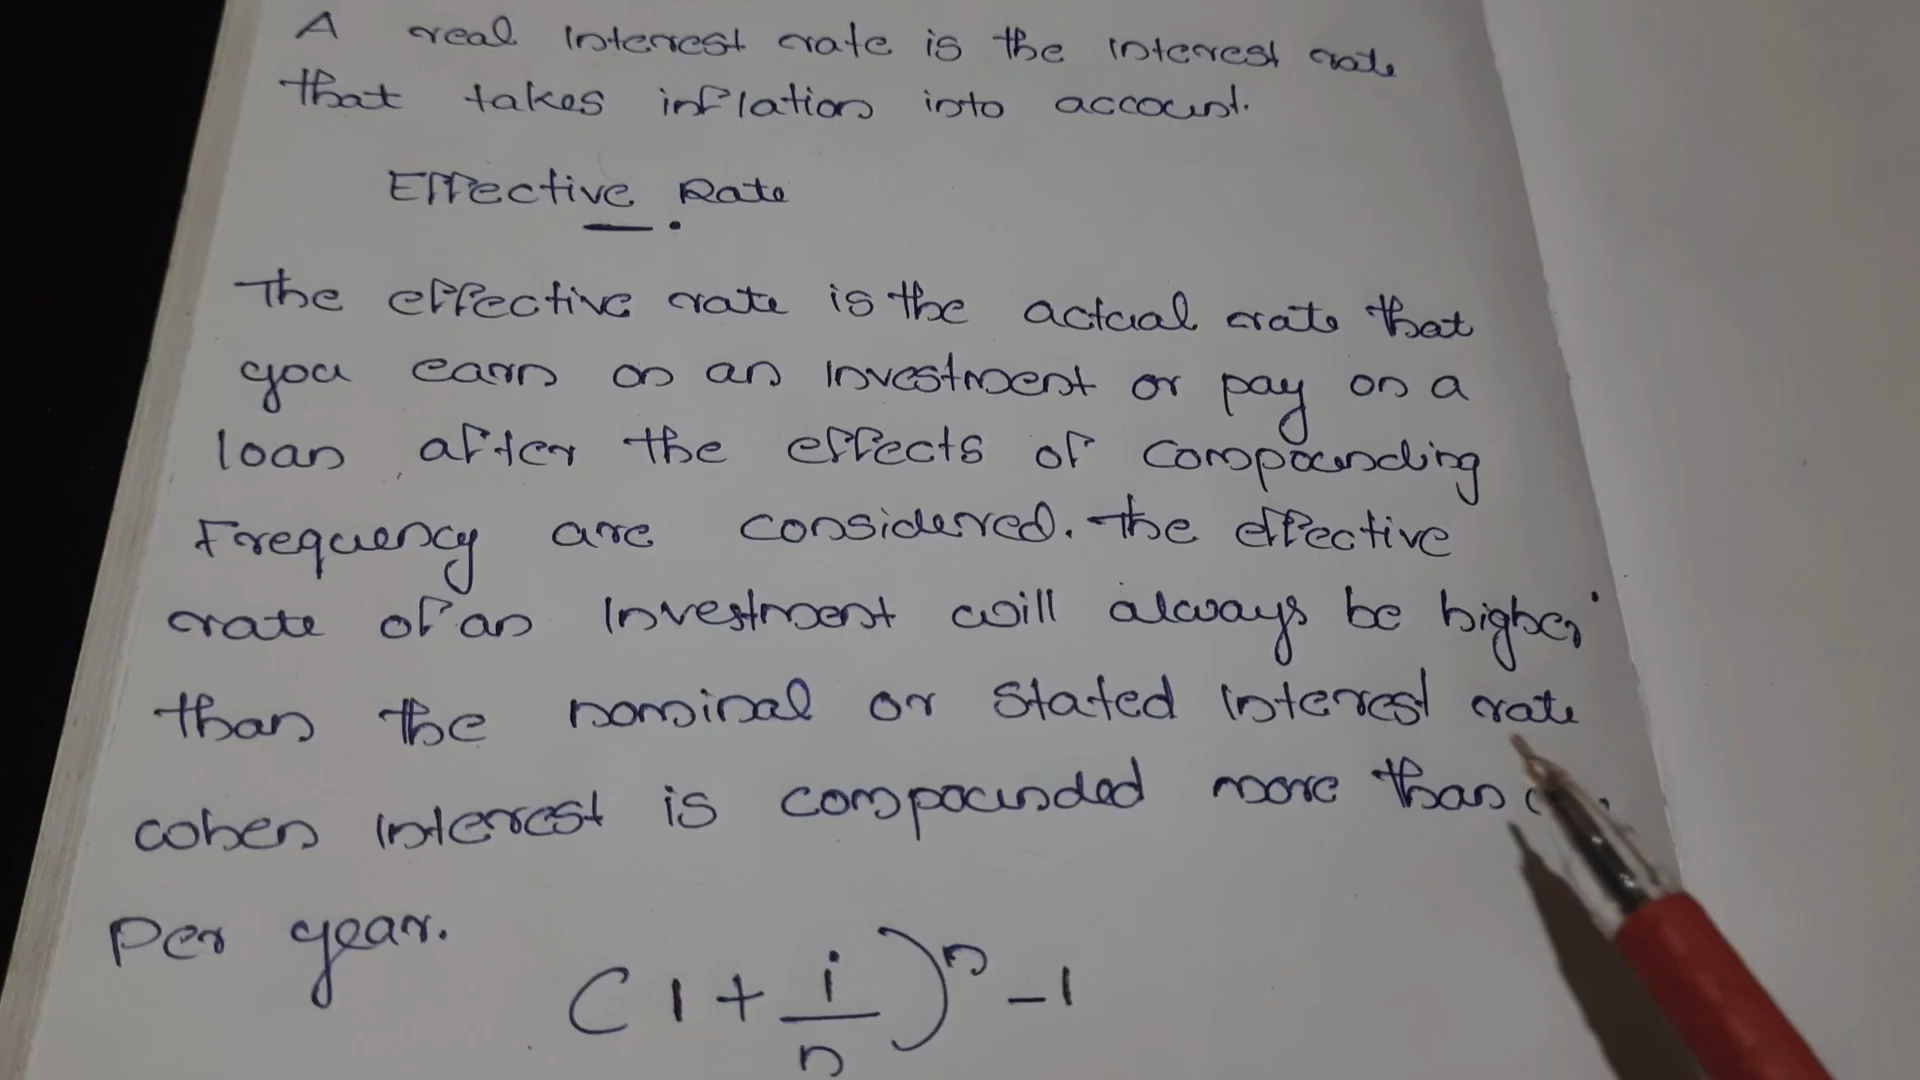 A real interest rate is the interest rate
that takes inflation into account.
Effective Rate
The effective rate is the actual rate that
you earn on an investment or pay on a
loan after the effects of compounding
Frequency are considered. The effective
rate of an investment will always be higher
than the nominal or stated interest rate
when interest is compounded more than
Per year.
(1 + i/n)^n - 1